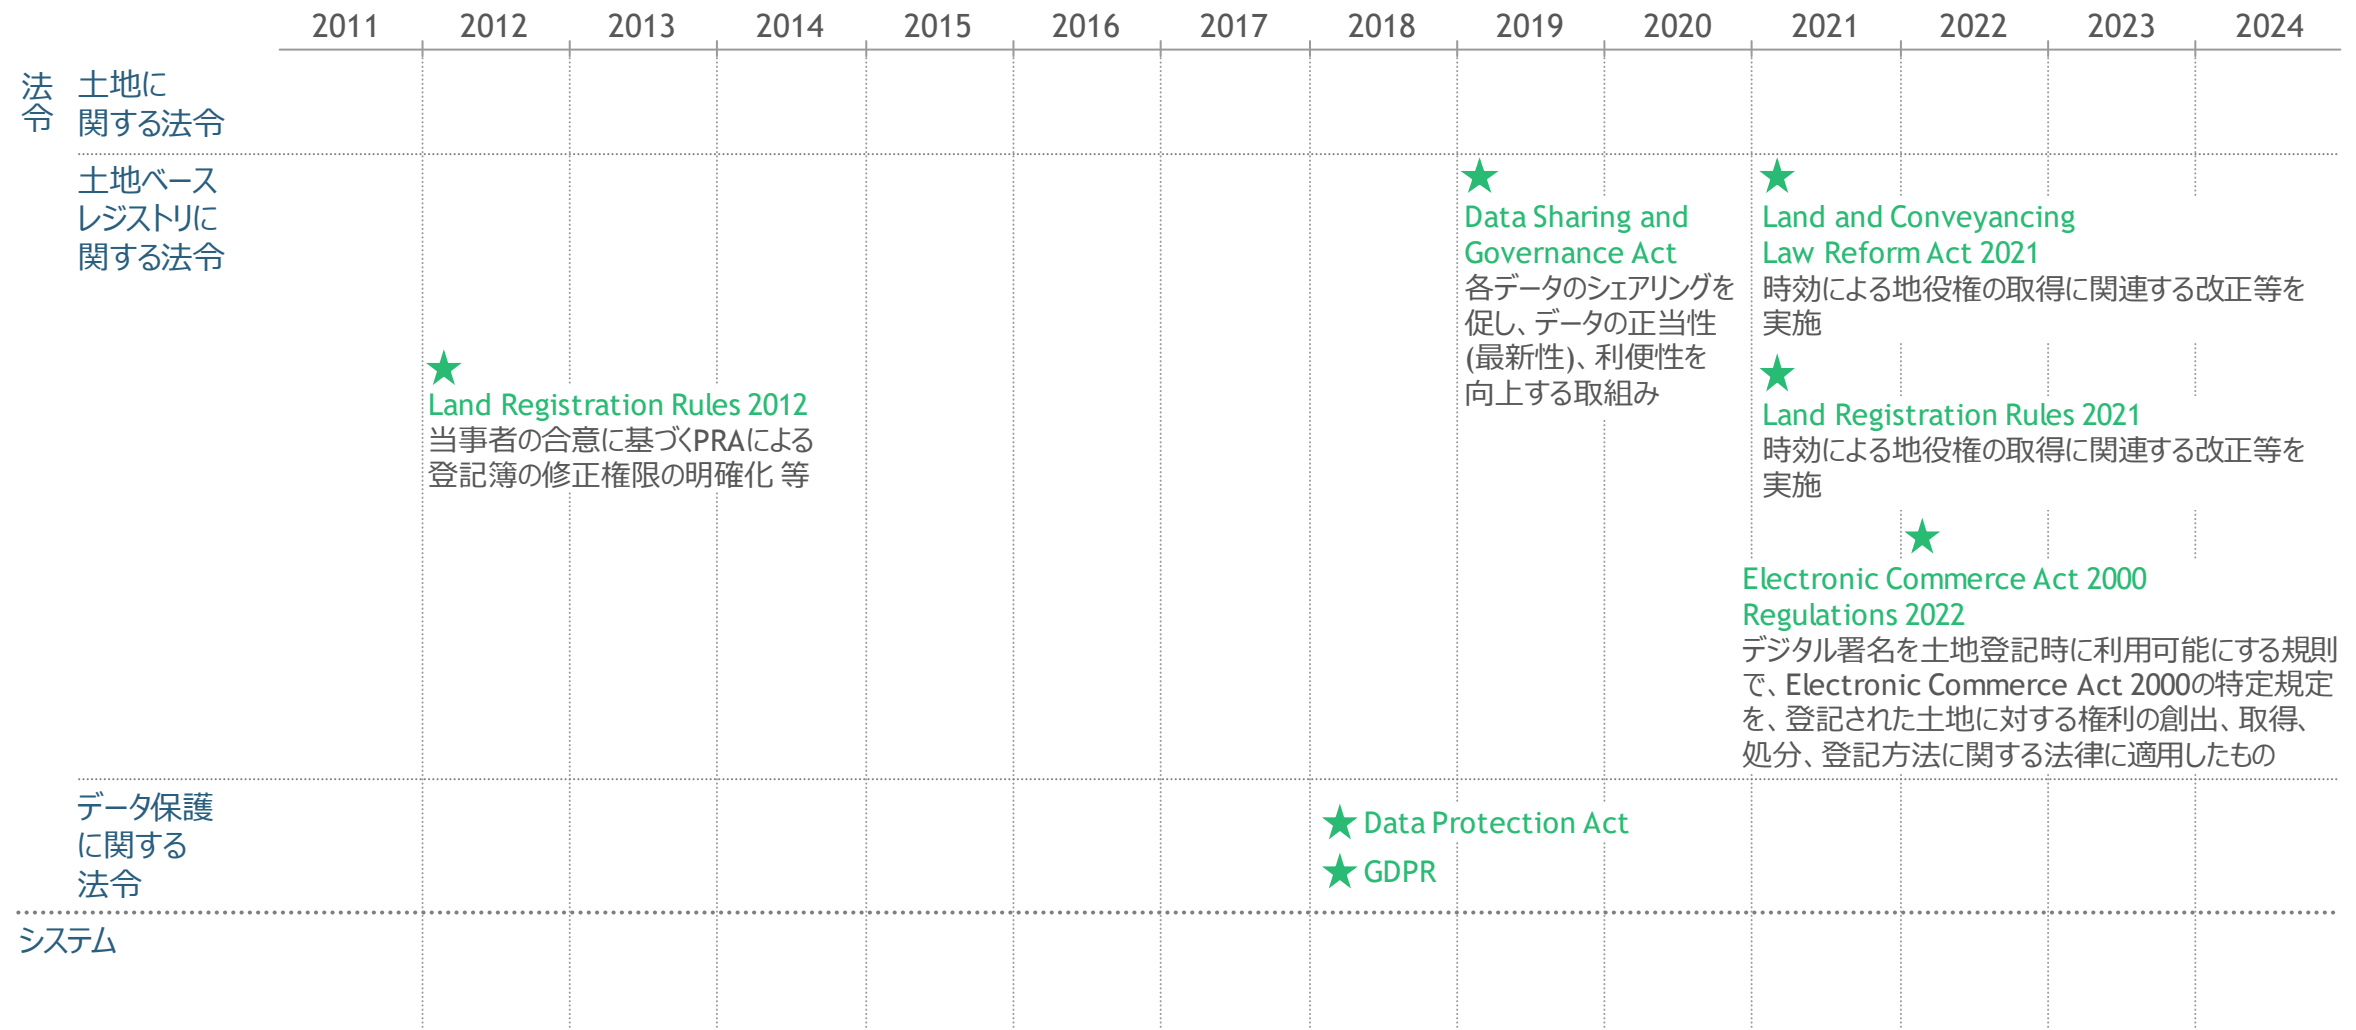 2011 2012 2013 2014 2015 2016 2017 2018 2019 2020 2021 2022 2023 2024
法令
土地に
関する法令
土地ベース
レジストリに
関する法令
Land Registration Rules 2012
当事者の合意に基づくPRAによる
登記簿の修正権限の明確化 等
Data Sharing and
Governance Act
各データのシェアリングを
促し、データの正当性
(最新性)、利便性を
向上する取組み
Land and Conveyancing
Law Reform Act 2021
時効による地役権の取得に関連する改正等を
実施
Land Registration Rules 2021
時効による地役権の取得に関連する改正等を
実施
Electronic Commerce Act 2000
Regulations 2022
デジタル署名を土地登記時に利用可能にする規則
で、Electronic Commerce Act 2000の特定規定
を、登記された土地に対する権利の創出、取得、
処分、登記方法に関する法律に適用したもの
データ保護
に関する
法令
Data Protection Act
GDPR
システム